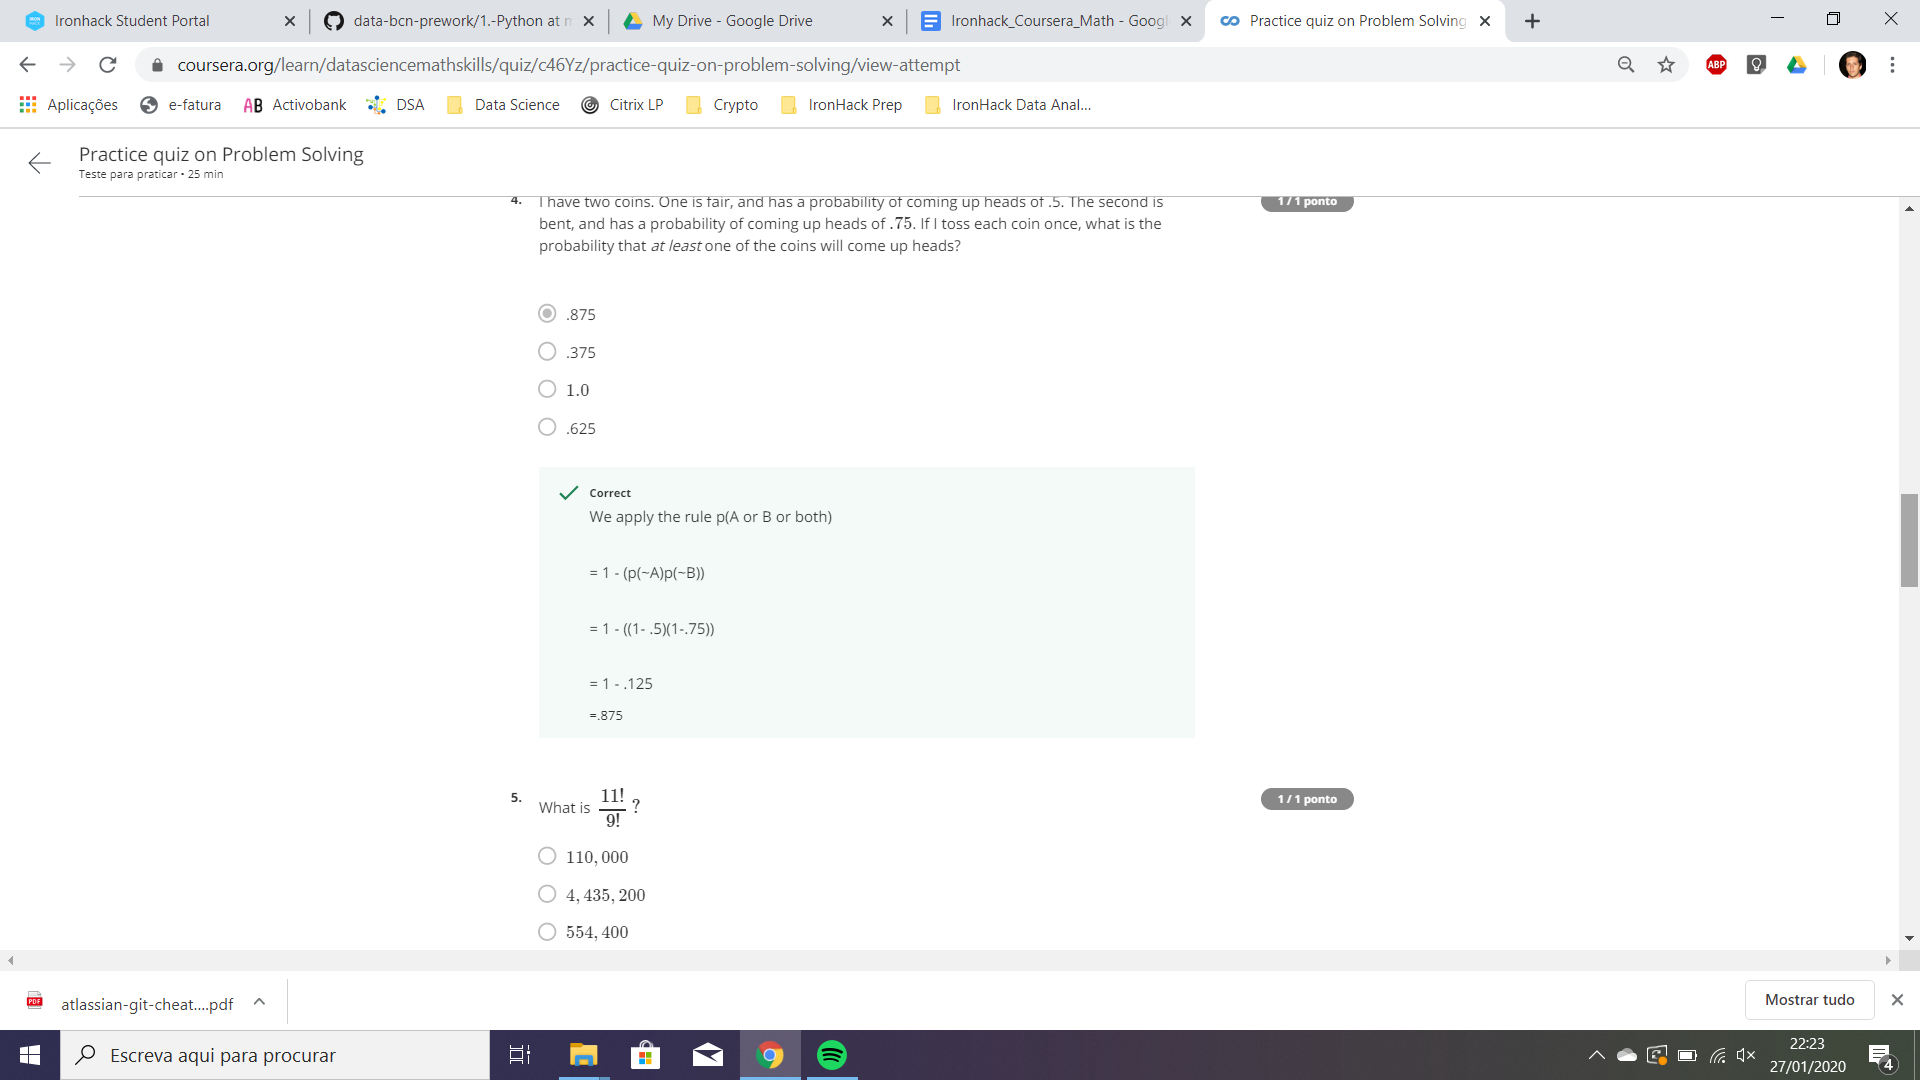 Ironhack Student Portal
data-bcn-prework/1.-Python at m
My Drive - Google Drive
Ironhack_Coursera_Math - Googl
Practice quiz on Problem Solving
coursera.org/learn/datasciencemathskills/quiz/c46Yz/practice-quiz-on-problem-solving/view-attempt
ABP
Aplicações
e-fatura
AB Activobank
DSA
Data Science
Citrix LP
Crypto
IronHack Prep
IronHack Data Anal...
Practice quiz on Problem Solving
Teste para praticar • 25 min
4. I have two coins. One is fair, and has a probability of coming up heads of .5. The second is
bent, and has a probability of coming up heads of .75. If I toss each coin once, what is the
probability that at least one of the coins will come up heads?
1 / 1 ponto
.875
.375
1.0
.625
Correct
We apply the rule p(A or B or both)
= 1 - (p(~A)p(~B))
= 1 - ((1- .5)(1-.75))
= 1 - .125
=.875
5. What is 11!/9! ?
1 / 1 ponto
110,000
4,435,200
554,400
PDF
atlassian-git-cheat....pdf
Mostrar tudo
Escreva aqui para procurar
22:23
27/01/2020
4